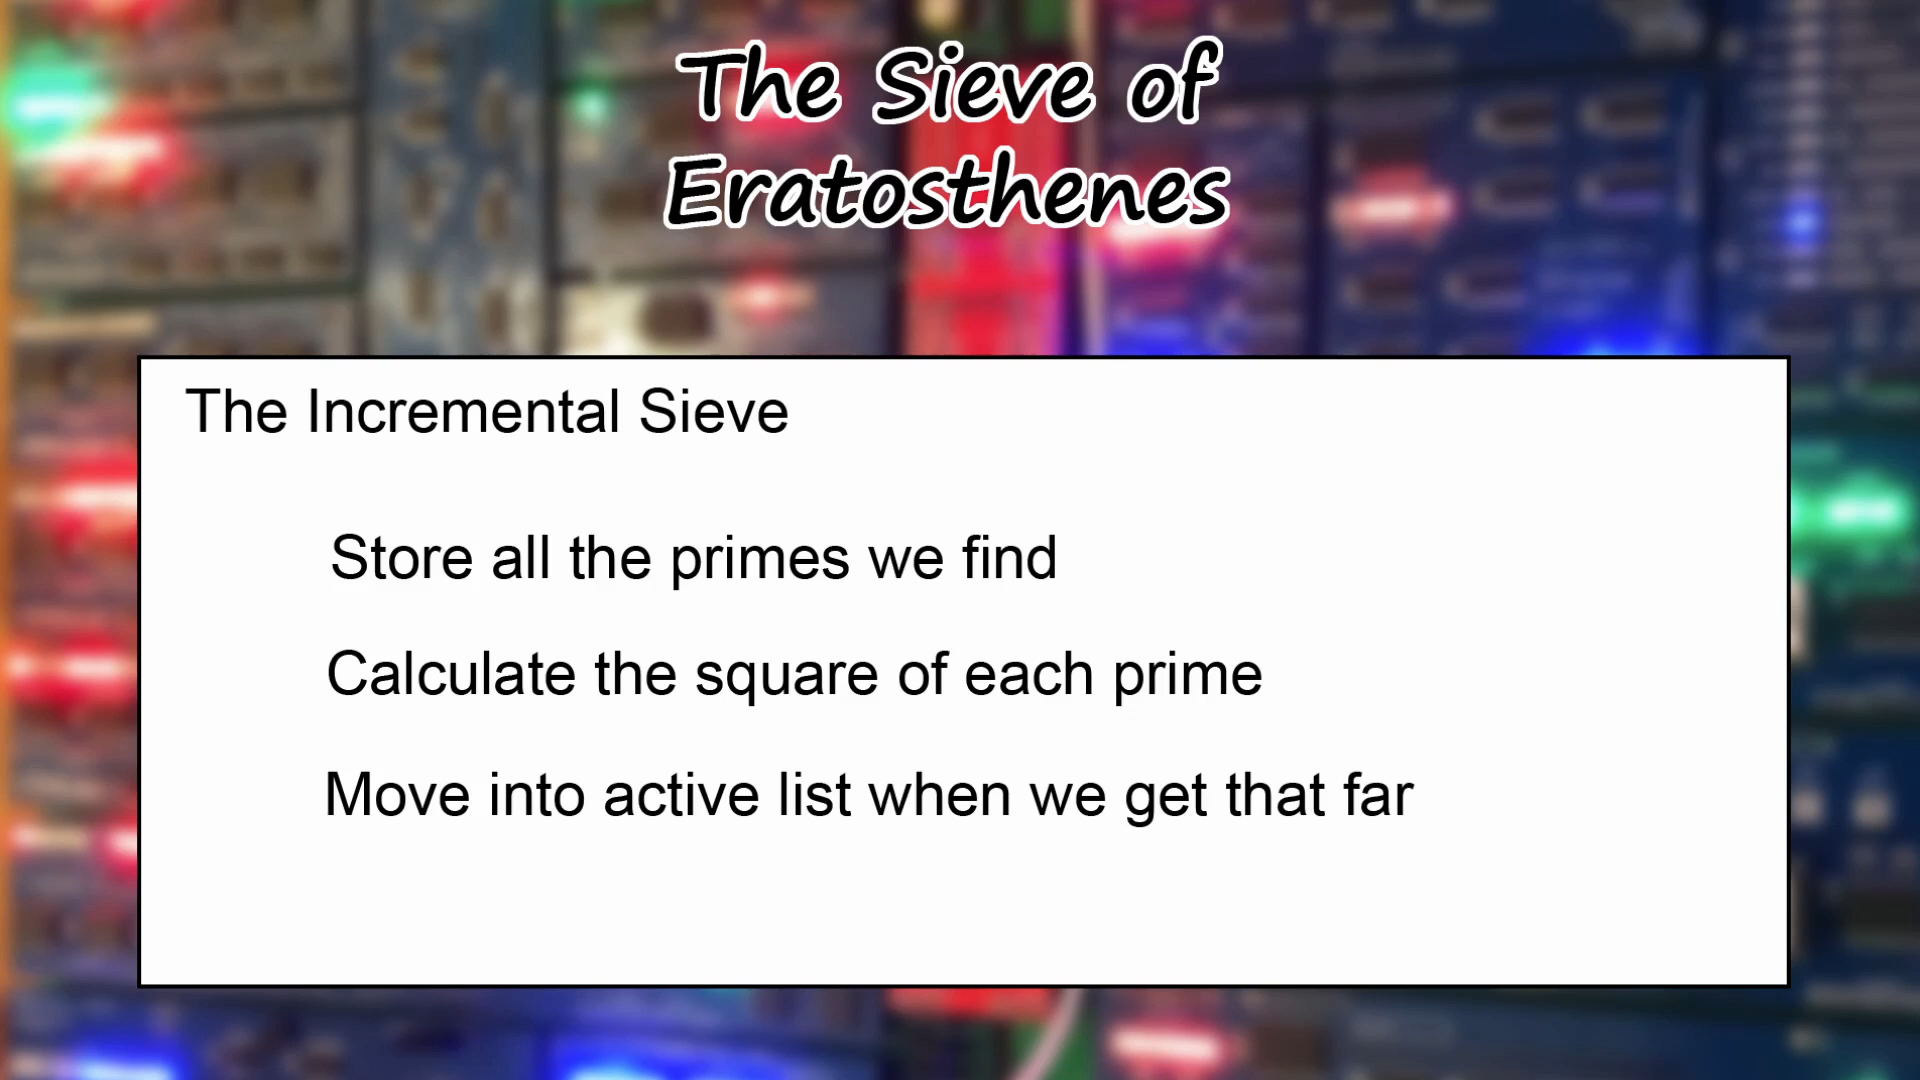 The Sieve of
Eratosthenes
The Incremental Sieve
Store all the primes we find
Calculate the square of each prime
Move into active list when we get that far